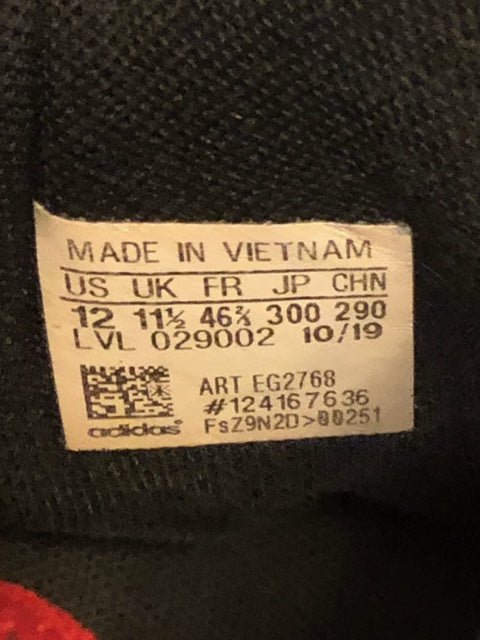 MADE IN VIETNAM
US UK FR JP CHN
12 11½ 46⅔ 300 290
LVL 029002 10/19
ART EG2768
#124167636
FsZ9N2D>00251
adidas